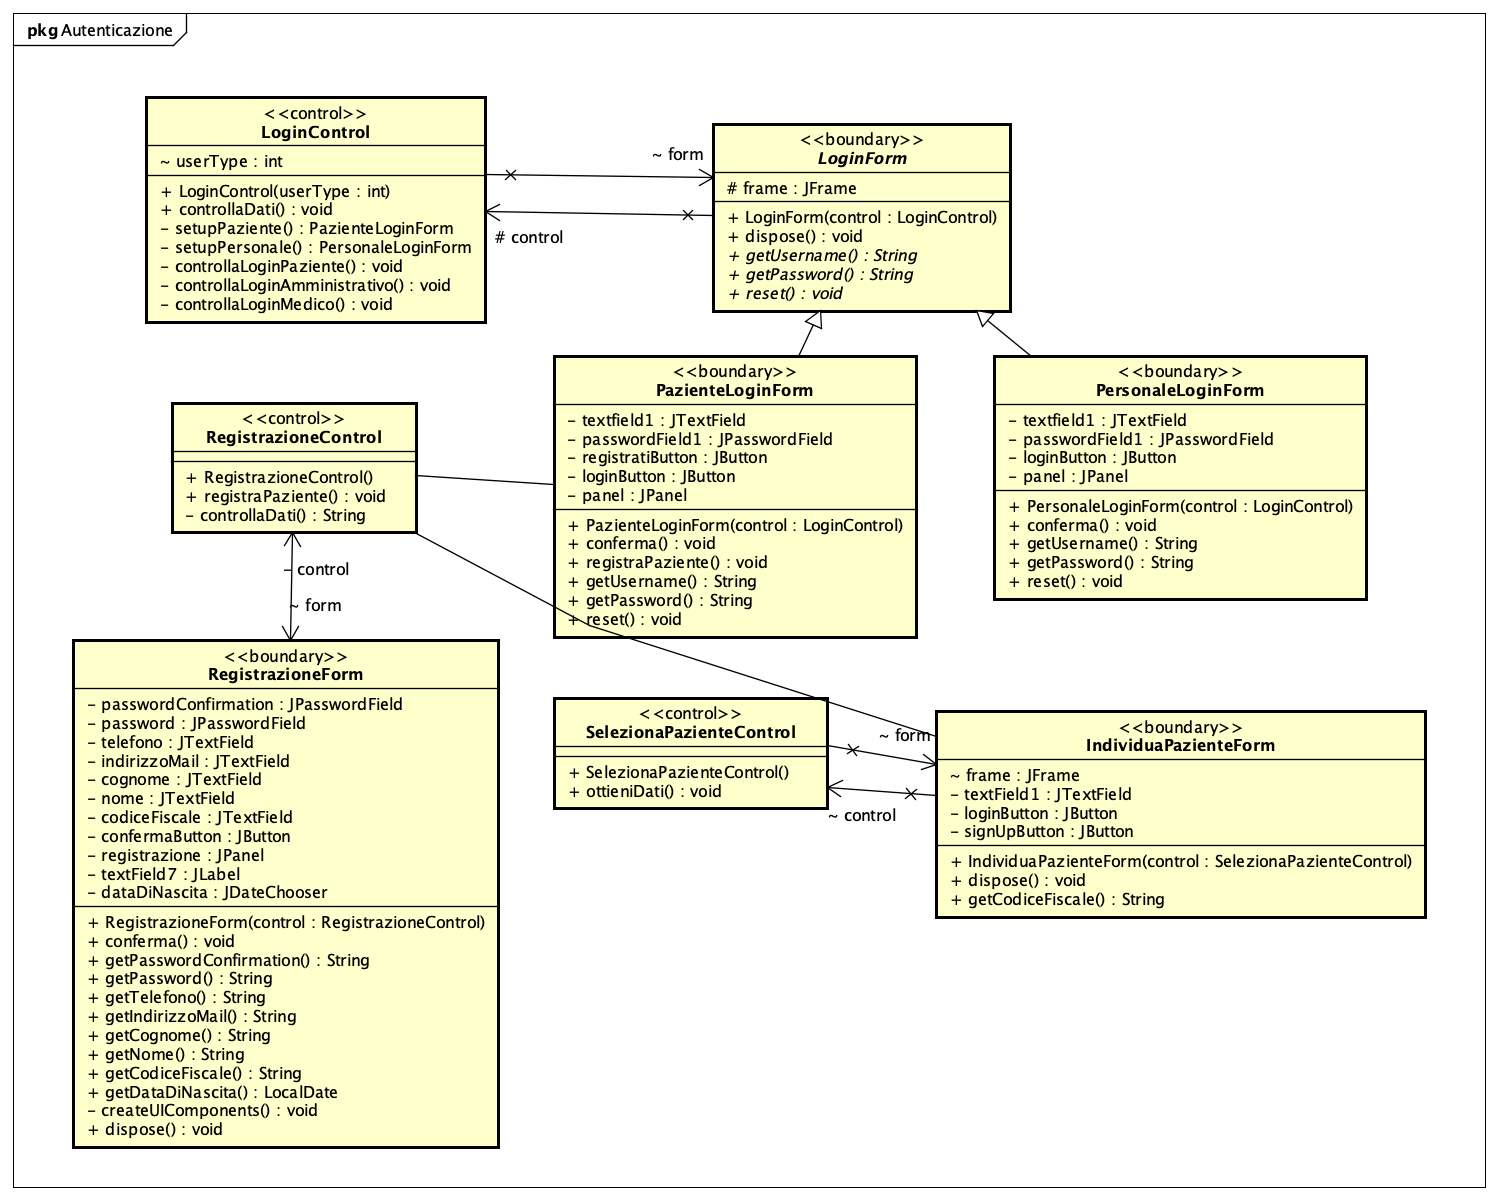 pkg Autenticazione
<<control>>
LoginControl
~ userType : int
+ LoginControl(userType : int)
+ controllaDati() : void
- setupPaziente() : PazienteLoginForm
- setupPersonale() : PersonaleLoginForm
- controllaLoginPaziente() : void
- controllaLoginAmministrativo() : void
- controllaLoginMedico() : void
~ form
# control
<<boundary>>
LoginForm
# frame : JFrame
+ LoginForm(control : LoginControl)
+ dispose() : void
+ getUsername() : String
+ getPassword() : String
+ reset() : void
<<boundary>>
PazienteLoginForm
- textfield1 : JTextField
- passwordField1 : JPasswordField
- registratiButton : JButton
- loginButton : JButton
- panel : JPanel
+ PazienteLoginForm(control : LoginControl)
+ conferma() : void
+ registraPaziente() : void
+ getUsername() : String
+ getPassword() : String
+ reset() : void
<<boundary>>
PersonaleLoginForm
- textfield1 : JTextField
- passwordField1 : JPasswordField
- loginButton : JButton
- panel : JPanel
+ PersonaleLoginForm(control : LoginControl)
+ conferma() : void
+ getUsername() : String
+ getPassword() : String
+ reset() : void
<<control>>
RegistrazioneControl
+ RegistrazioneControl()
+ registraPaziente() : void
- controllaDati() : String
- control
~ form
<<boundary>>
RegistrazioneForm
- passwordConfirmation : JPasswordField
- password : JPasswordField
- telefono : JTextField
- indirizzoMail : JTextField
- cognome : JTextField
- nome : JTextField
- codiceFiscale : JTextField
- confermaButton : JButton
- registrazione : JPanel
- textField7 : JLabel
- dataDiNascita : JDateChooser
+ RegistrazioneForm(control : RegistrazioneControl)
+ conferma() : void
+ getPasswordConfirmation() : String
+ getPassword() : String
+ getTelefono() : String
+ getIndirizzoMail() : String
+ getCognome() : String
+ getNome() : String
+ getCodiceFiscale() : String
+ getDataDiNascita() : LocalDate
- createUIComponents() : void
+ dispose() : void
<<control>>
SelezionaPazienteControl
+ SelezionaPazienteControl()
+ ottieniDati() : void
~ form
~ control
<<boundary>>
IndividuaPazienteForm
~ frame : JFrame
- textField1 : JTextField
- loginButton : JButton
- signUpButton : JButton
+ IndividuaPazienteForm(control : SelezionaPazienteControl)
+ dispose() : void
+ getCodiceFiscale() : String